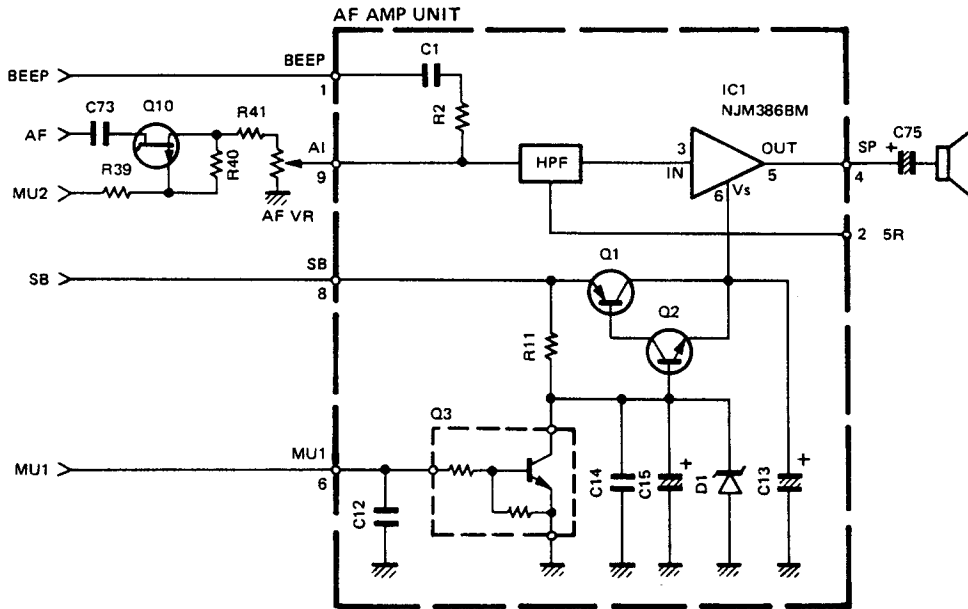 AF AMP UNIT
BEEP
BEEP
1
C1
R2
IC1
NJM386BM
C73
Q10
R41
AF
AI
9
HPF
3
IN
OUT
5
SP
4
+
C75
R39
R40
MU2
AF VR
6
Vs
2 5R
SB
SB
8
Q1
Q2
R11
Q3
MU1
MU1
6
C12
C14
C15
+
D1
C13
+